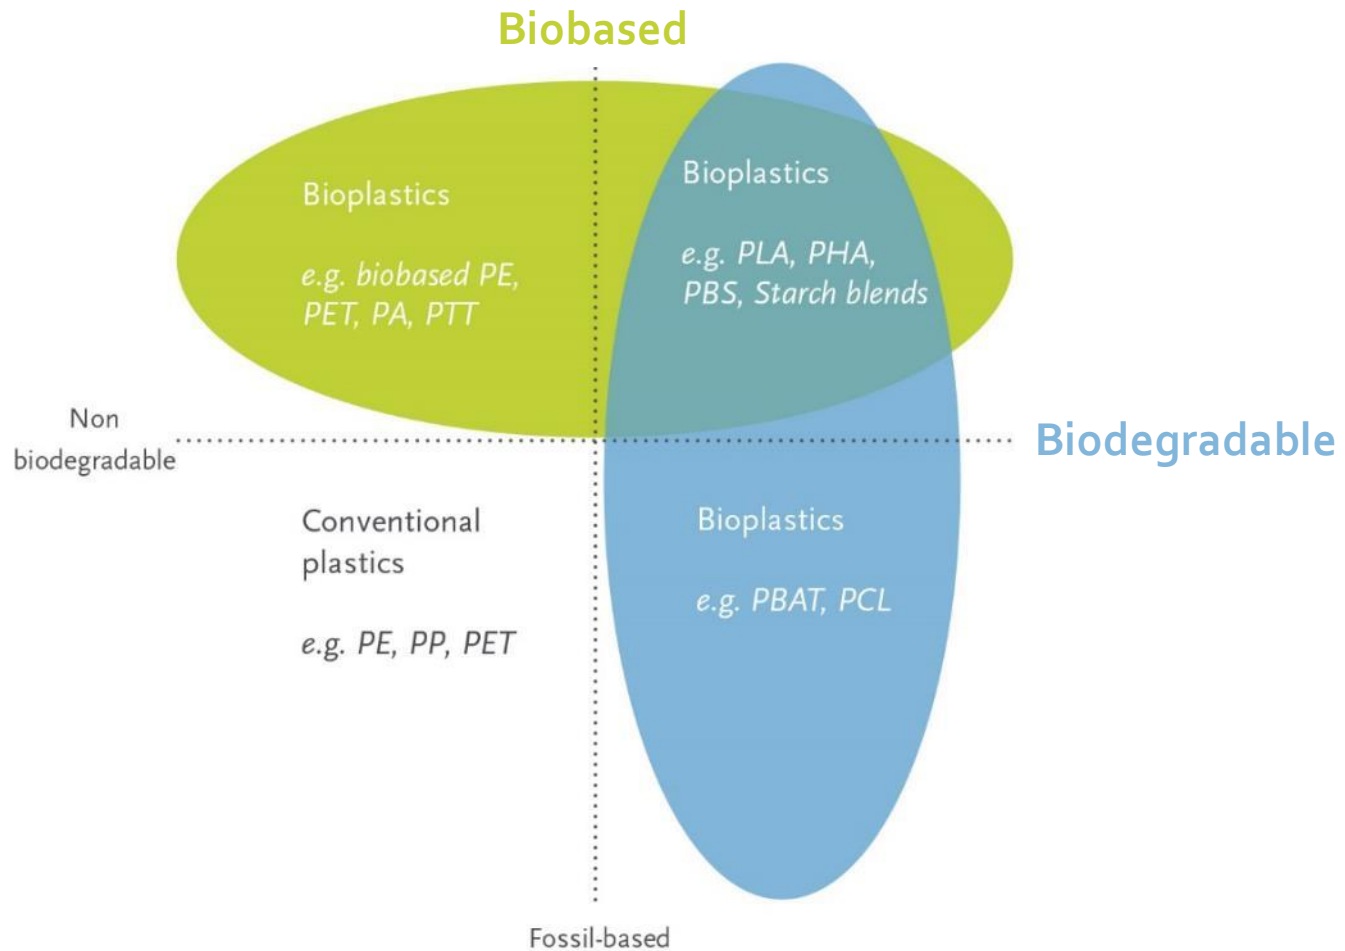 Biobased
Bioplastics
e.g. biobased PE,
PET, PA, PTT
Bioplastics
e.g. PLA, PHA,
PBS, Starch blends
Non
biodegradable
Biodegradable
Conventional
plastics
e.g. PE, PP, PET
Bioplastics
e.g. PBAT, PCL
Fossil-based